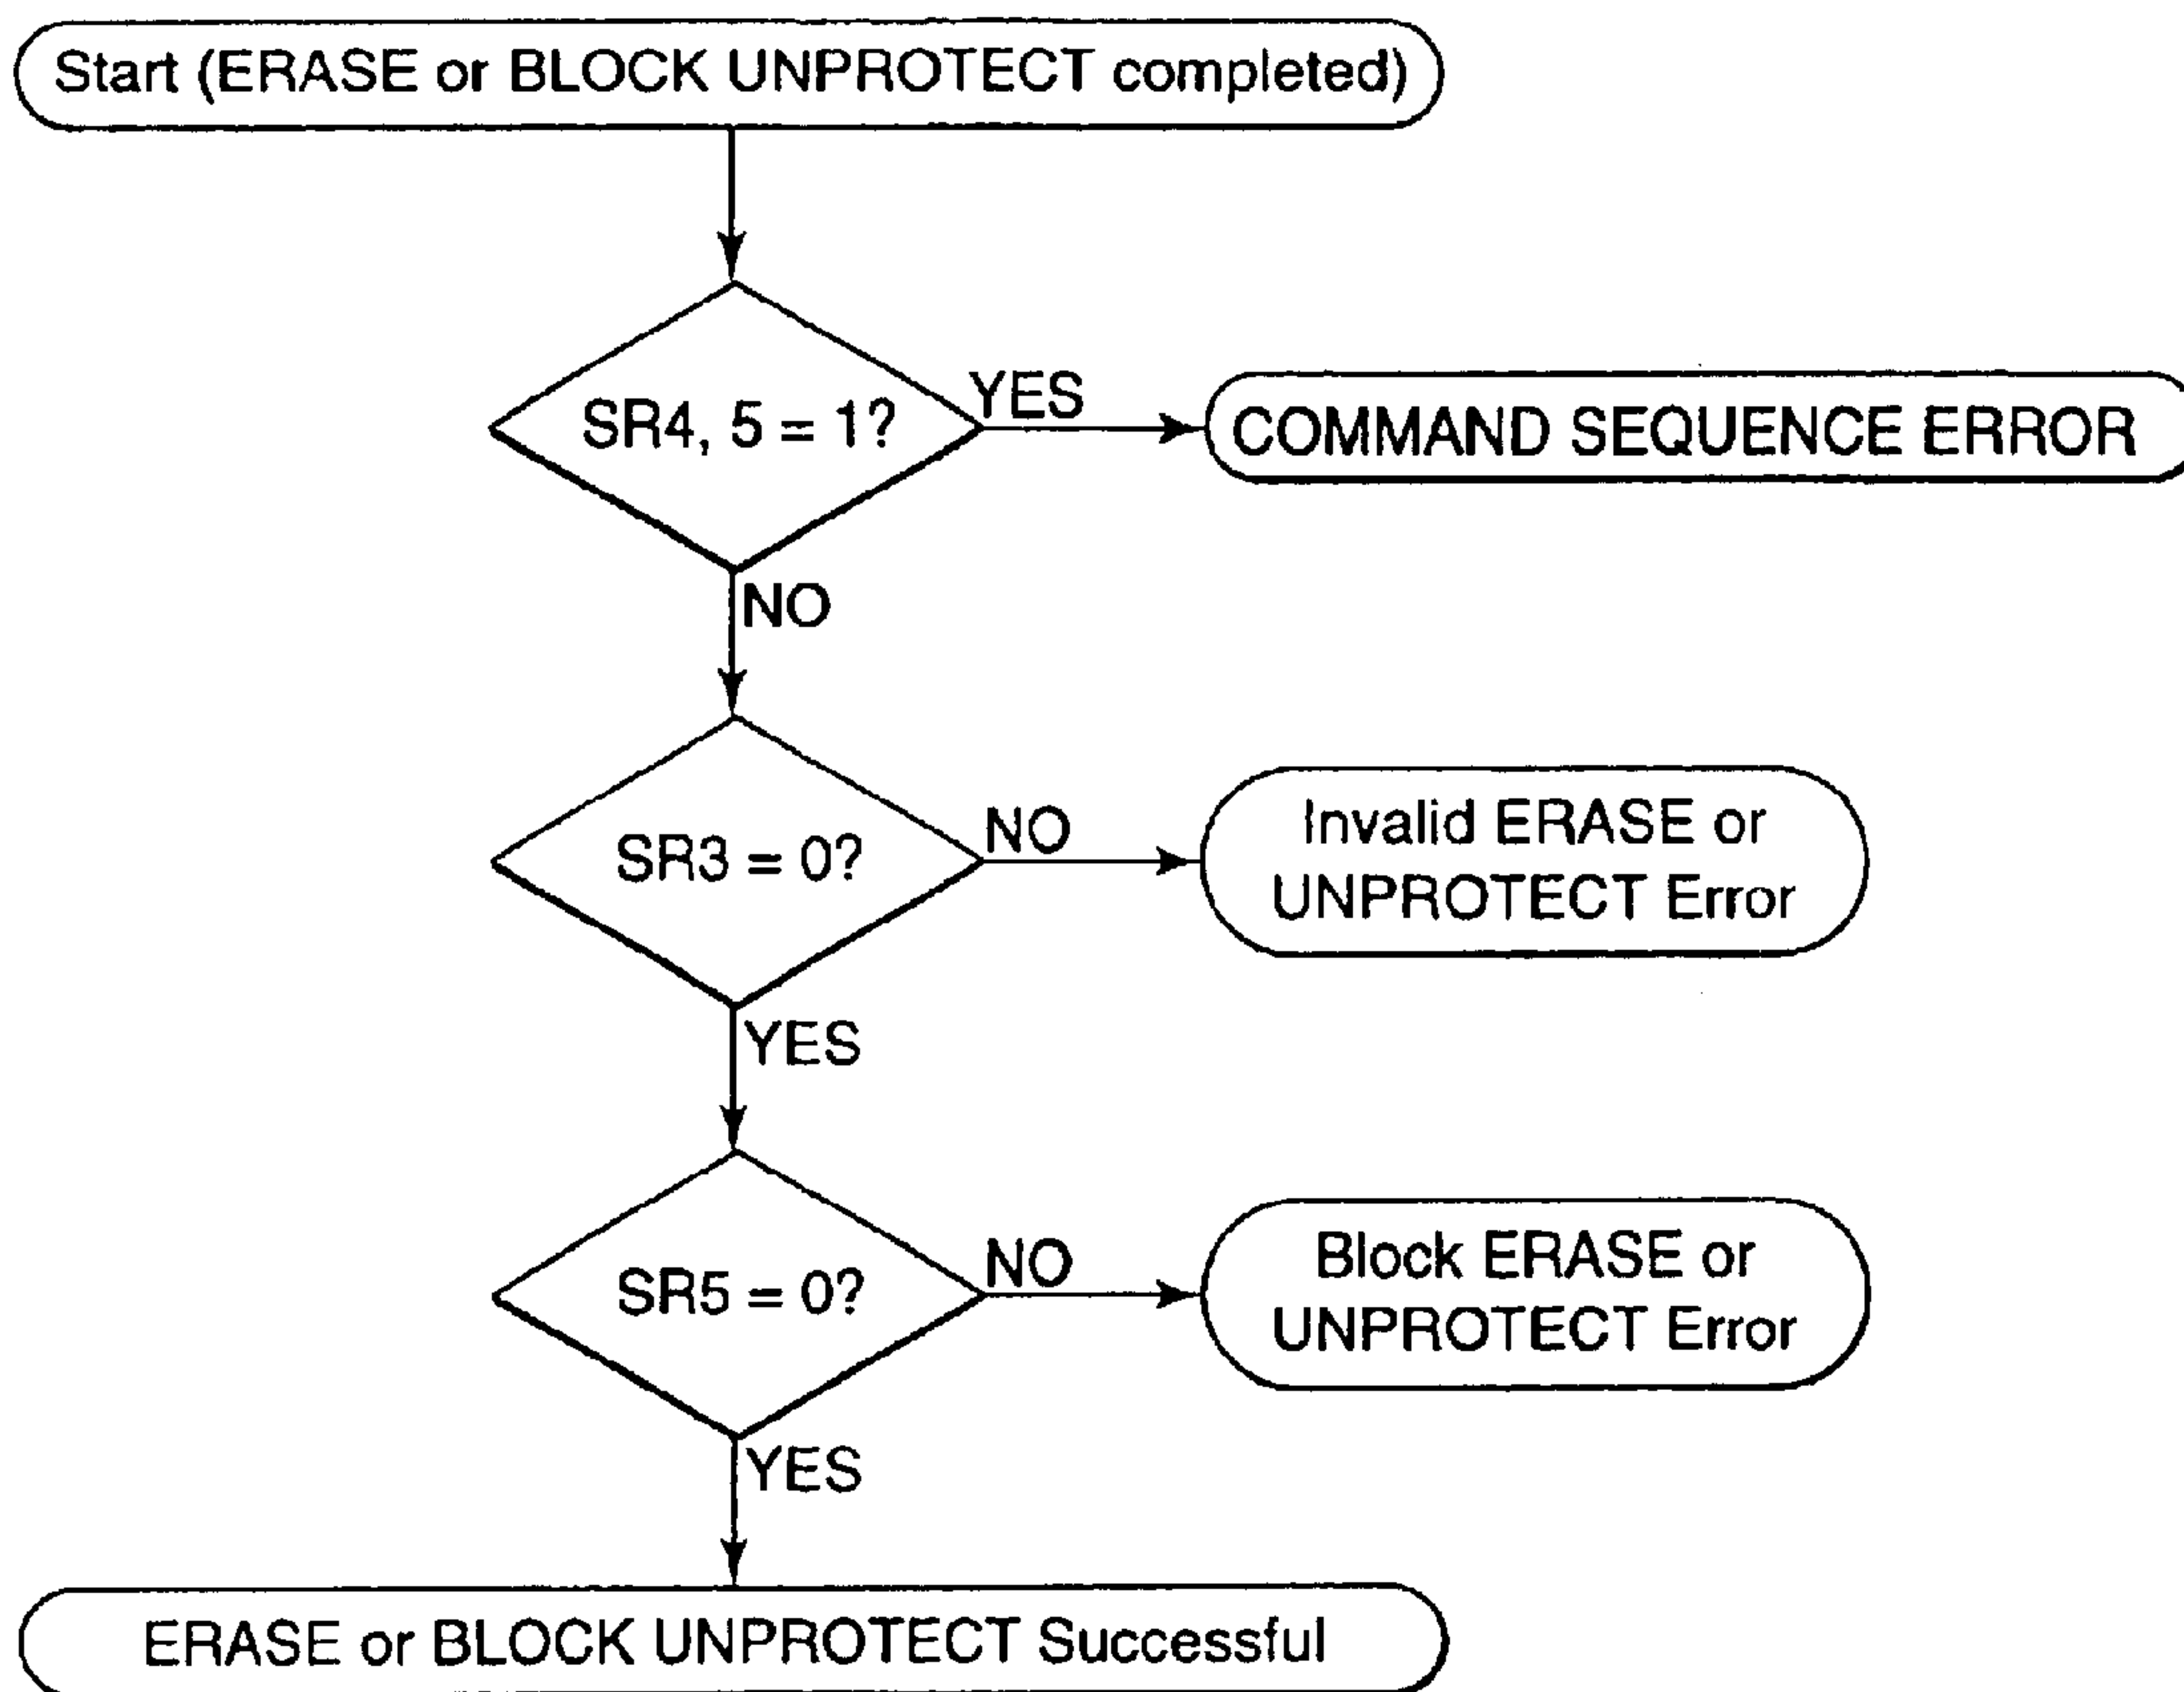 Start (ERASE or BLOCK UNPROTECT completed)
SR4, 5 = 1?
YES
COMMAND SEQUENCE ERROR
NO
SR3 = 0?
NO
Invalid ERASE or
UNPROTECT Error
YES
SR5 = 0?
NO
Block ERASE or
UNPROTECT Error
YES
ERASE or BLOCK UNPROTECT Successful